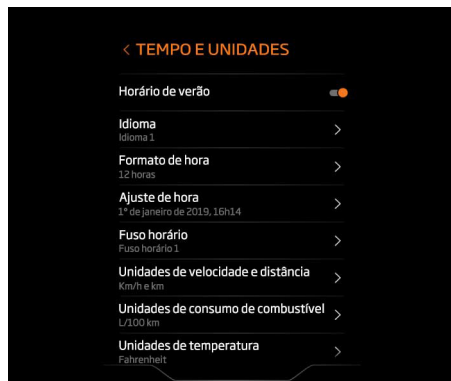 < TEMPO E UNIDADES
Horário de verão
Idioma
Idioma 1
Formato de hora
12 horas
Ajuste de hora
1º de janeiro de 2019, 16h14
Fuso horário
Fuso horário 1
Unidades de velocidade e distância
Km/h e km
Unidades de consumo de combustível
L/100 km
Unidades de temperatura
Fahrenheit